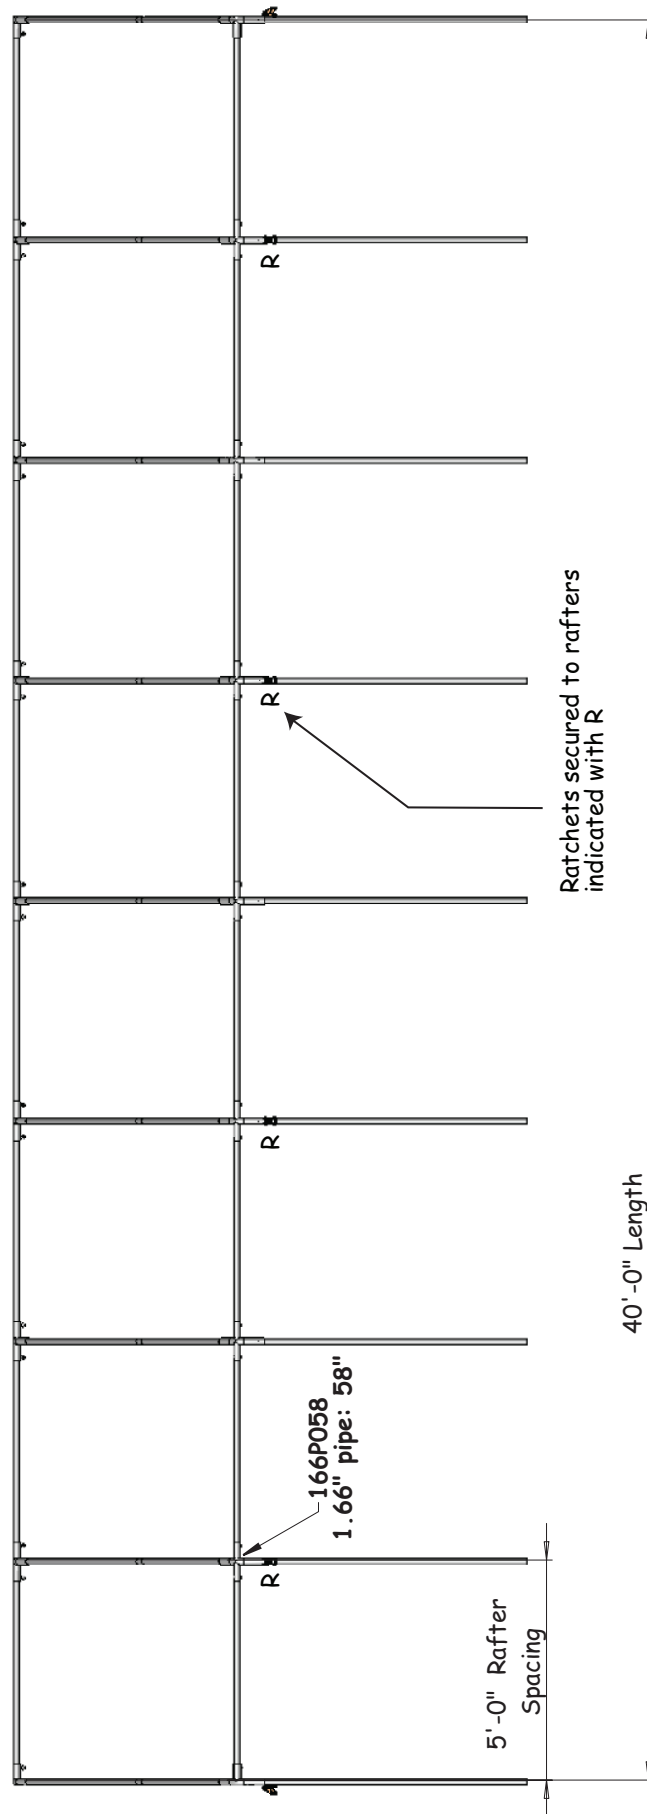 40'-0" Length
5'-0" Rafter
Spacing
166P058
1.66" pipe: 58"
R
R
R
R
Ratchets secured to rafters
indicated with R